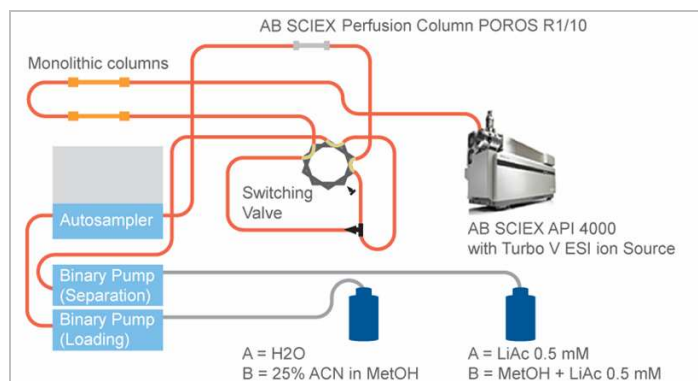 AB SCIEX Perfusion Column POROS R1/10
Monolithic columns
Switching
Valve
Autosampler
AB SCIEX API 4000
with Turbo V ESI ion Source
Binary Pump
(Separation)
Binary Pump
(Loading)
A = H2O
B = 25% ACN in MetOH
A = LiAc 0.5 mM
B = MetOH + LiAc 0.5 mM